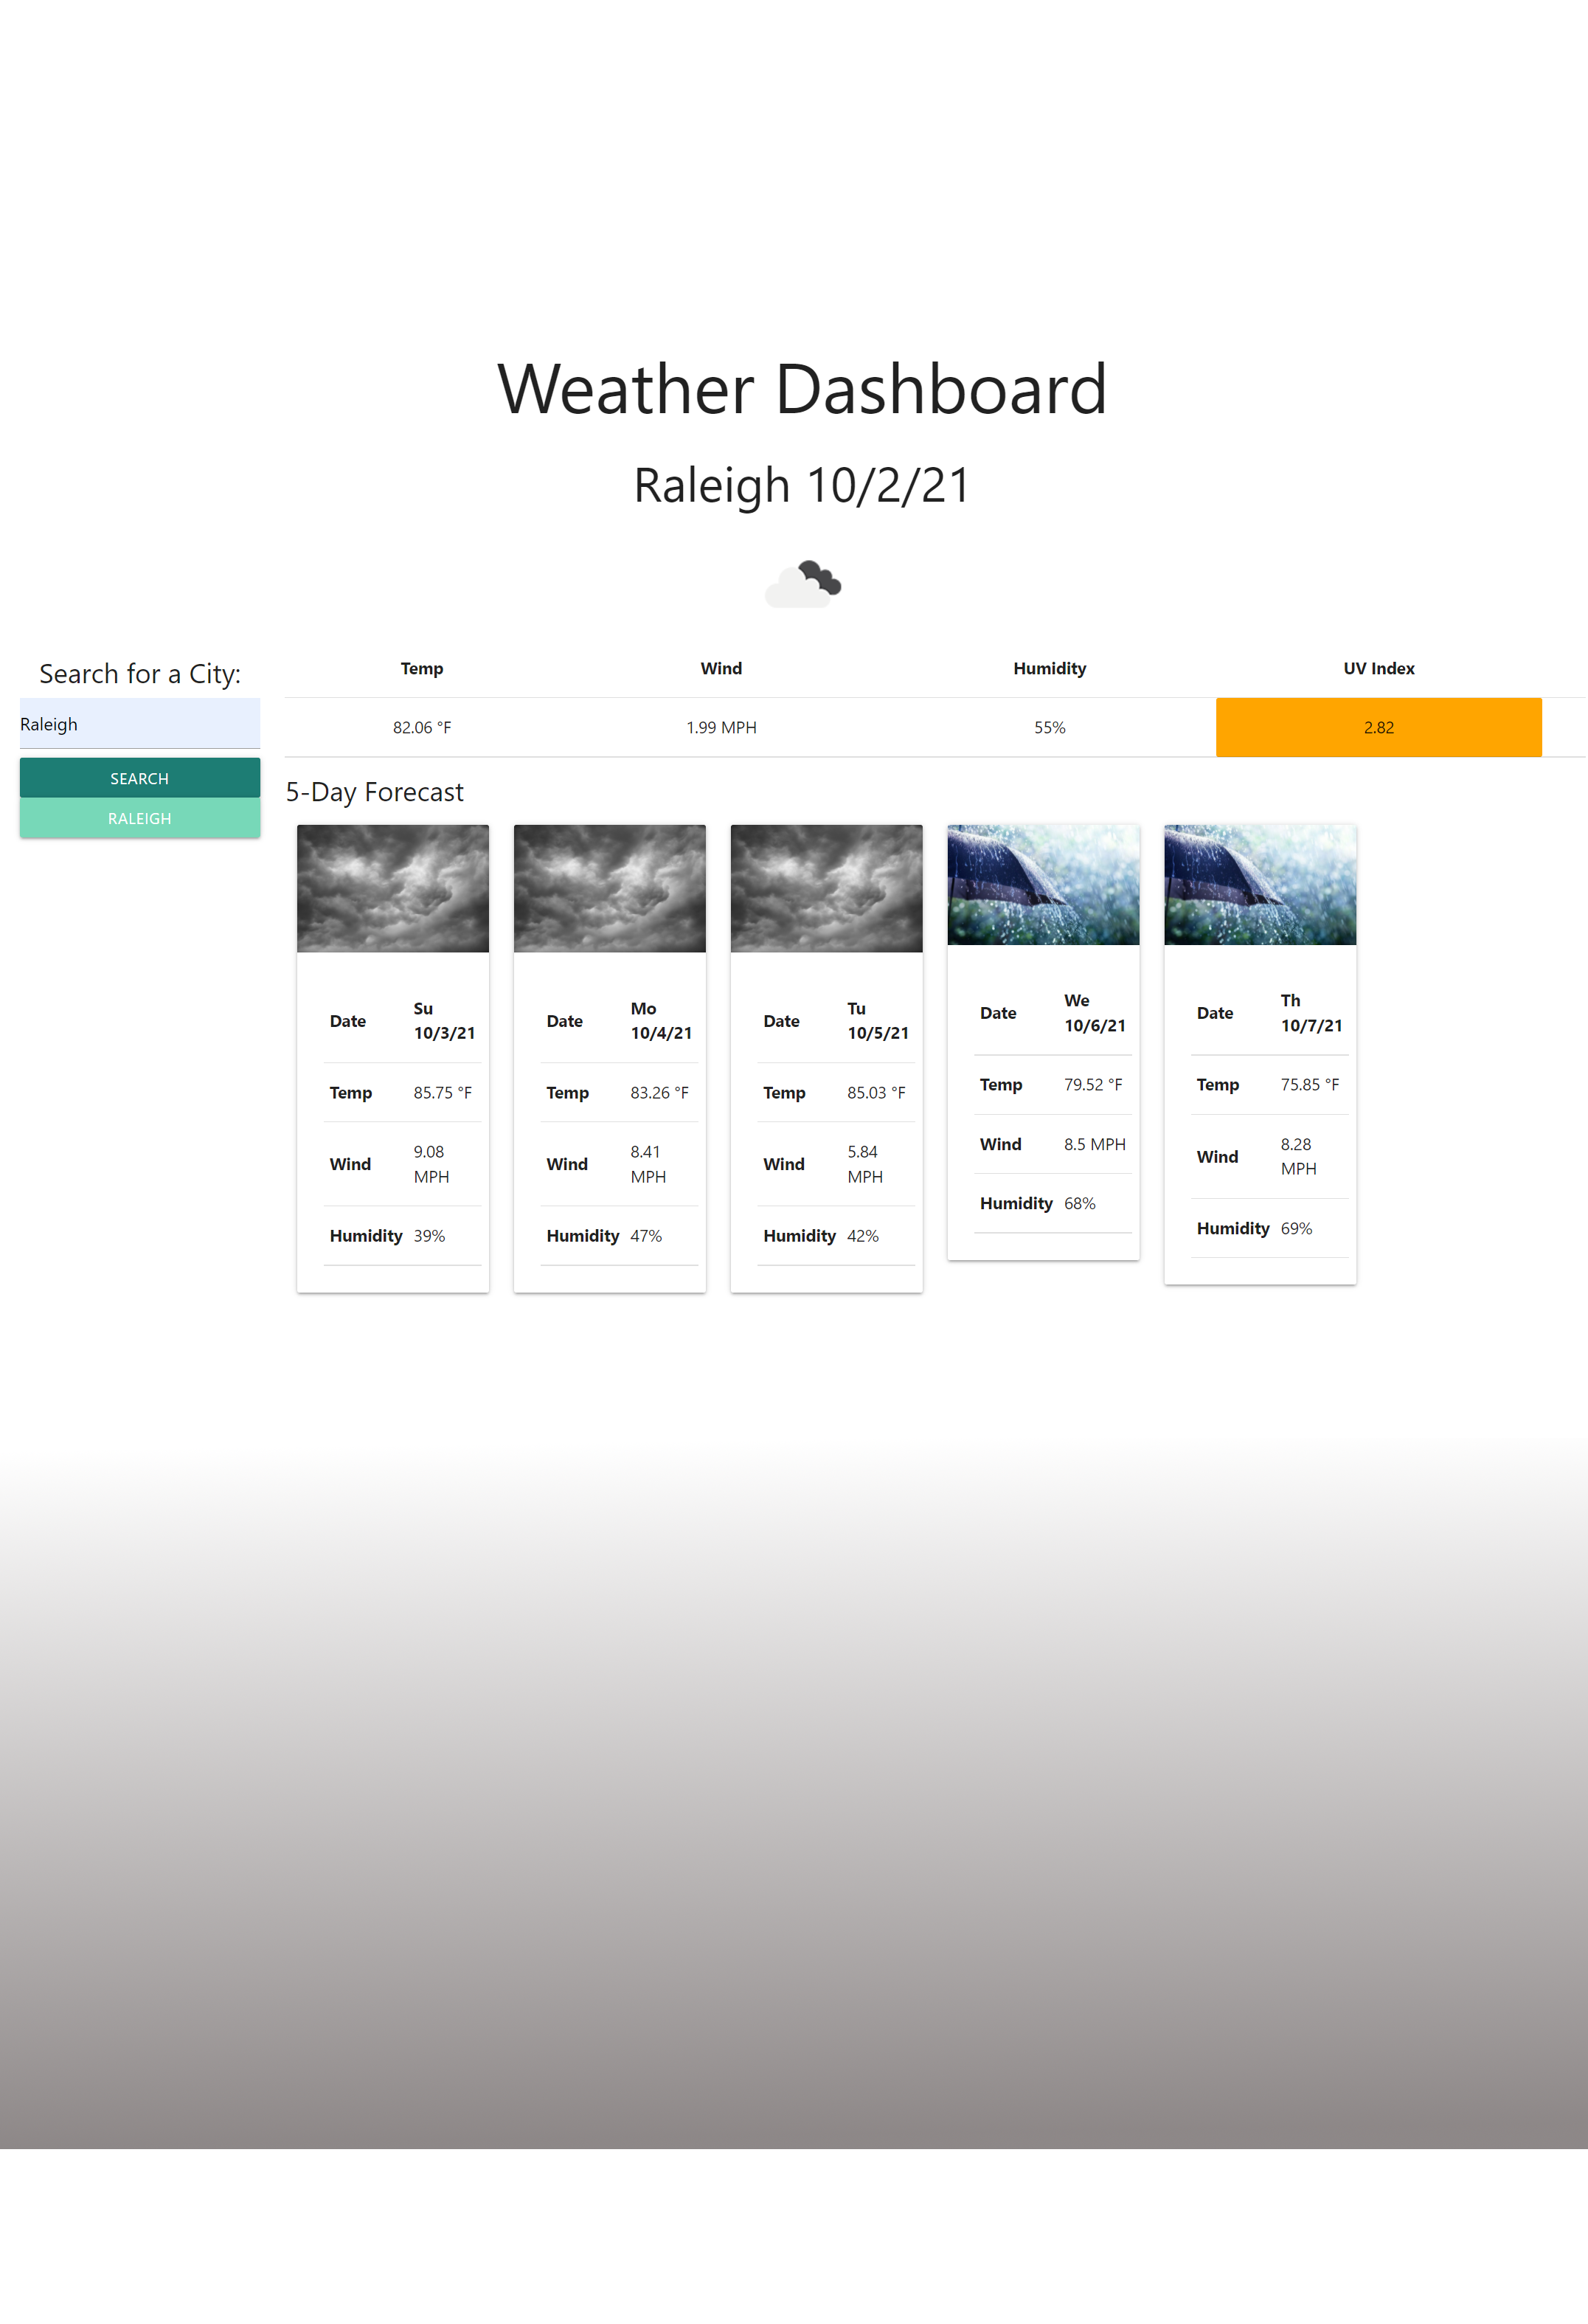 Weather Dashboard
Raleigh 10/2/21
Search for a City:
Raleigh
SEARCH
RALEIGH
Temp Wind Humidity UV Index
82.06 °F 1.99 MPH 55% 2.82
5-Day Forecast
Date Su
10/3/21
Temp 85.75 °F
Wind 9.08
MPH
Humidity 39%
Date Mo
10/4/21
Temp 83.26 °F
Wind 8.41
MPH
Humidity 47%
Date Tu
10/5/21
Temp 85.03 °F
Wind 5.84
MPH
Humidity 42%
Date We
10/6/21
Temp 79.52 °F
Wind 8.5 MPH
Humidity 68%
Date Th
10/7/21
Temp 75.85 °F
Wind 8.28
MPH
Humidity 69%